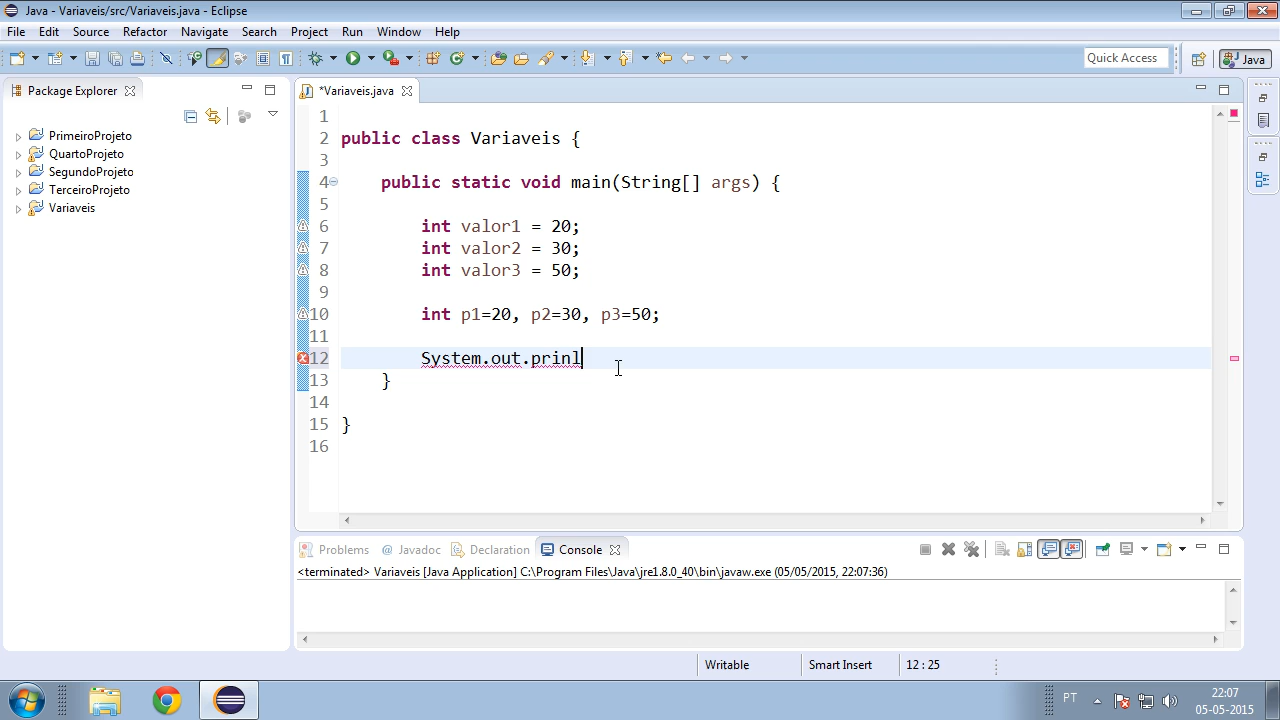 Java - Variaveis/src/Variaveis.java - Eclipse
File Edit Source Refactor Navigate Search Project Run Window Help
Quick Access
Java
Package Explorer
*Variaveis.java
PrimeiroProjeto
QuartoProjeto
SegundoProjeto
TerceiroProjeto
Variaveis
1
2 public class Variaveis {
3
4 public static void main(String[] args) {
5
6 int valor1 = 20;
7 int valor2 = 30;
8 int valor3 = 50;
9
10 int p1=20, p2=30, p3=50;
11
12 System.out.prinl
13 }
14
15 }
16
Problems @ Javadoc Declaration Console
<terminated> Variaveis [Java Application] C:\Program Files\Java\jre1.8.0_40\bin\javaw.exe (05/05/2015, 22:07:36)
Writable Smart Insert 12 : 25
PT
22:07
05-05-2015